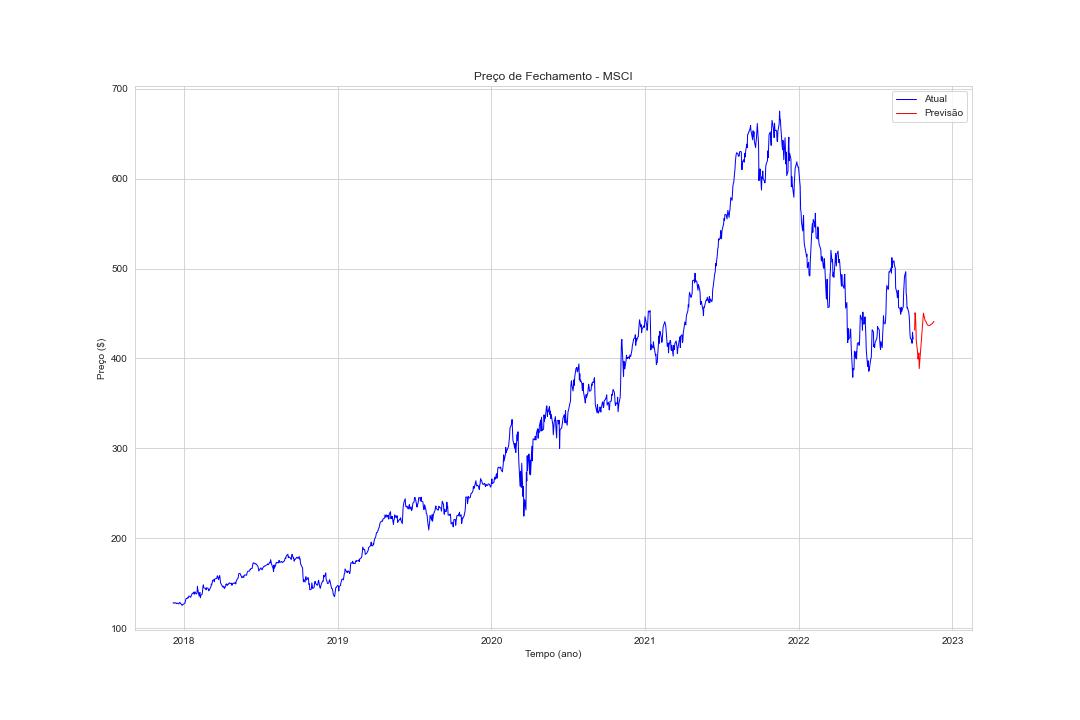 Preço de Fechamento - MSCI
Atual
Previsão
700
600
500
400
300
200
100
Preço ($)
2018 2019 2020 2021 2022 2023
Tempo (ano)